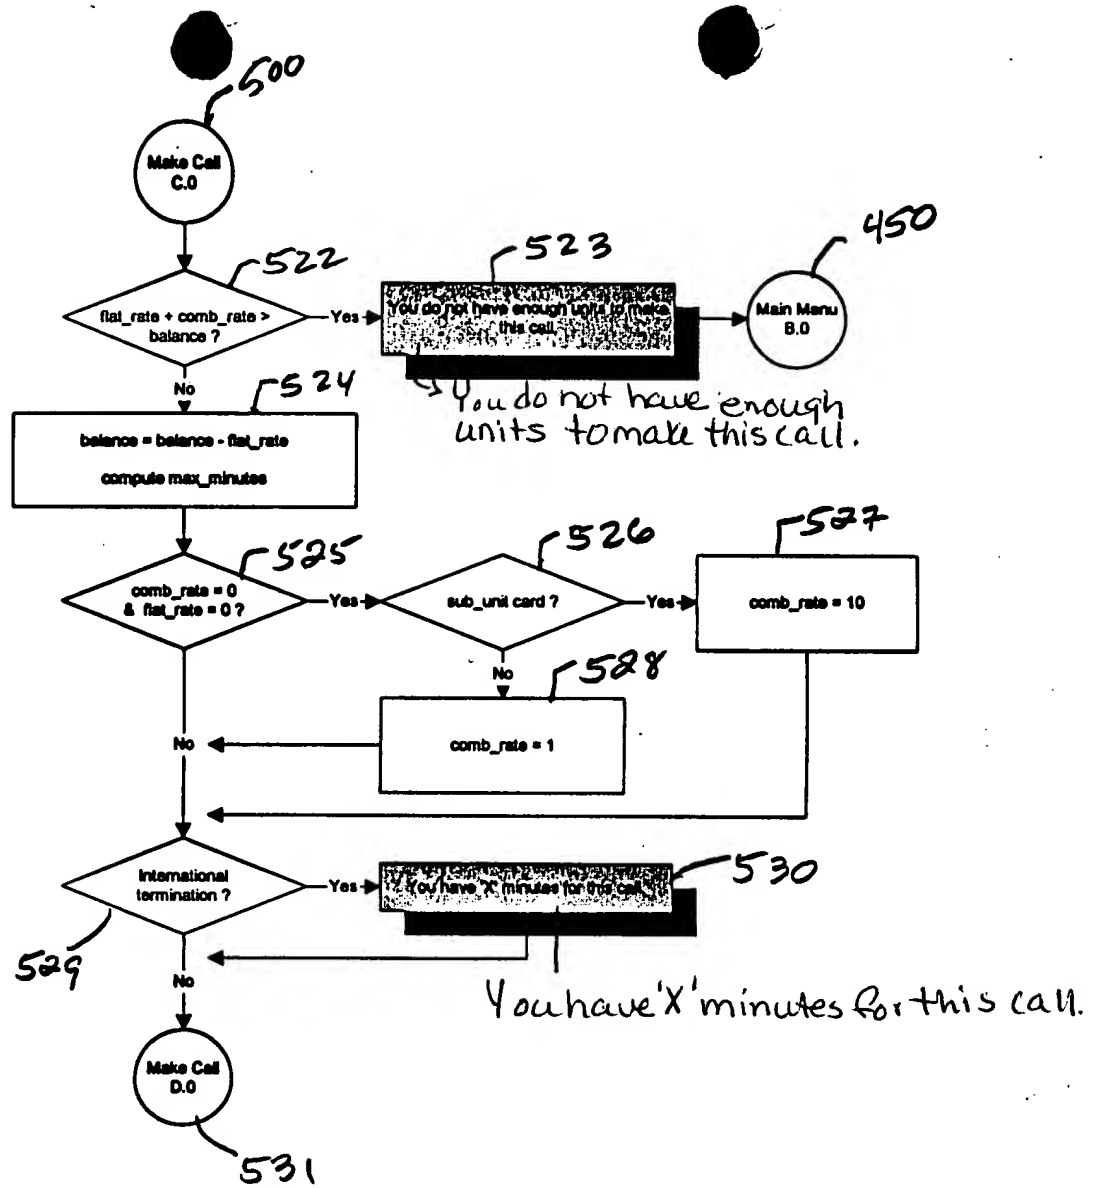 500
Make Call
C.0
522
flat_rate + comb_rate >
balance ?
Yes
523
You do not have enough units to make
this call.
450
Main Menu
B.0
You do not have enough
units to make this call.
No
524
balance = balance - flat_rate
compute max_minutes
525
comb_rate = 0
& flat_rate = 0 ?
Yes
526
sub_unit card ?
Yes
527
comb_rate = 10
No
528
comb_rate = 1
No
International
termination ?
529
Yes
530
You have 'X' minutes for this call.
You have 'X' minutes for this call.
No
Make Call
D.0
531